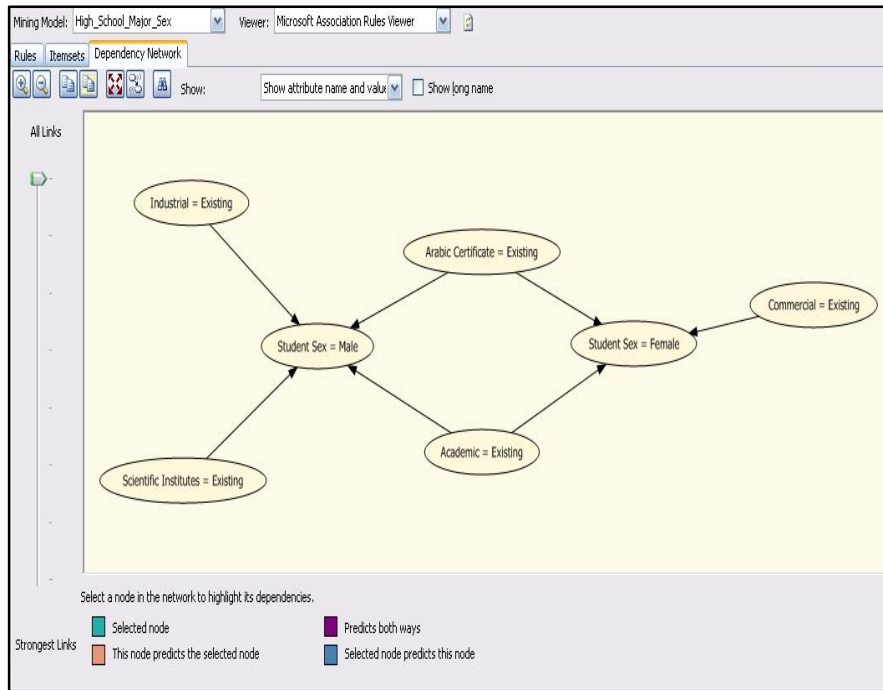 Mining Model: High_School_Major_Sex Viewer: Microsoft Association Rules Viewer
Rules Itemsets Dependency Network
Show: Show attribute name and value Show long name
All Links
Industrial = Existing
Arabic Certificate = Existing
Commercial = Existing
Student Sex = Male
Student Sex = Female
Academic = Existing
Scientific Institutes = Existing
Select a node in the network to highlight its dependencies.
Selected node Predicts both ways
Strongest Links
This node predicts the selected node Selected node predicts this node